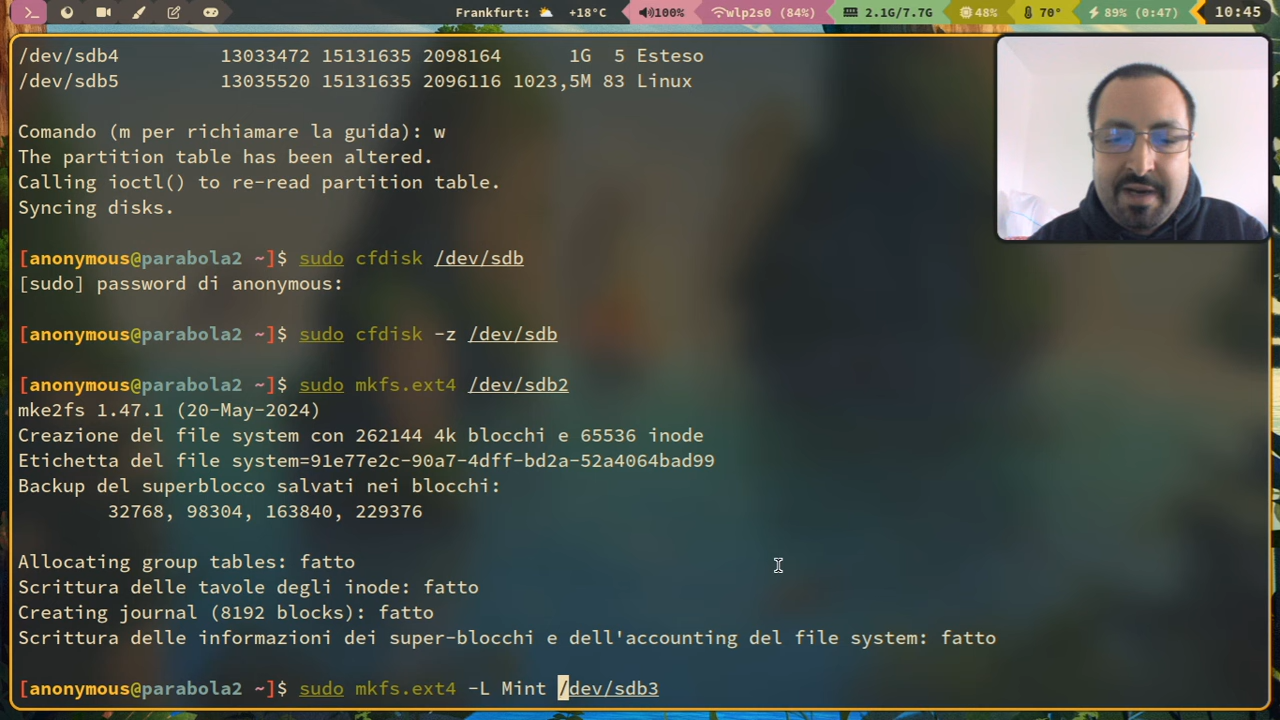 Frankfurt: +18°C 100% wlp2s0 (84%) 2.1G/7.7G 48% 70° 89% (0:47) 10:45
/dev/sdb4 13033472 15131635 2098164 1G 5 Esteso
/dev/sdb5 13035520 15131635 2096116 1023,5M 83 Linux
Comando (m per richiamare la guida): w
The partition table has been altered.
Calling ioctl() to re-read partition table.
Syncing disks.
[anonymous@parabola2 ~]$ sudo cfdisk /dev/sdb
[sudo] password di anonymous:
[anonymous@parabola2 ~]$ sudo cfdisk -z /dev/sdb
[anonymous@parabola2 ~]$ sudo mkfs.ext4 /dev/sdb2
mke2fs 1.47.1 (20-May-2024)
Creazione del file system con 262144 4k blocchi e 65536 inode
Etichetta del file system=91e77e2c-90a7-4dff-bd2a-52a4064bad99
Backup del superblocco salvati nei blocchi:
32768, 98304, 163840, 229376
Allocating group tables: fatto
Scrittura delle tavole degli inode: fatto
Creating journal (8192 blocks): fatto
Scrittura delle informazioni dei super-blocchi e dell'accounting del file system: fatto
[anonymous@parabola2 ~]$ sudo mkfs.ext4 -L Mint /dev/sdb3